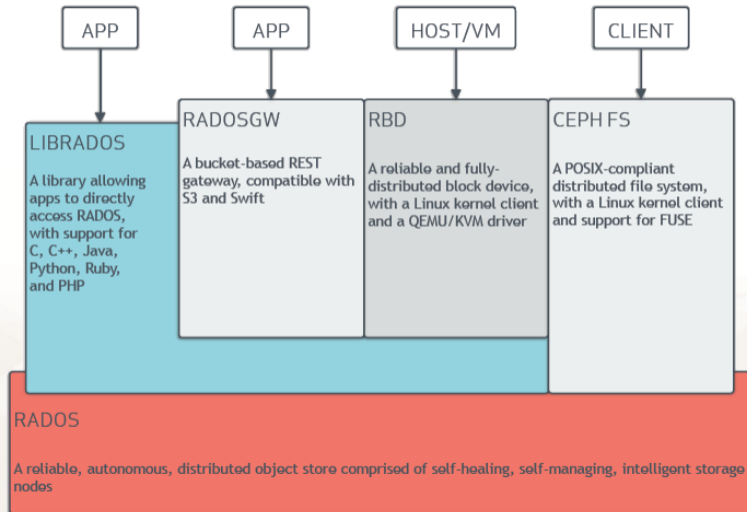 APP
APP
HOST/VM
CLIENT
LIBRADOS
A library allowing
apps to directly
access RADOS,
with support for
C, C++, Java,
Python, Ruby,
and PHP
RADOSGW
A bucket-based REST
gateway, compatible with
S3 and Swift
RBD
A reliable and fully-
distributed block device,
with a Linux kernel client
and a QEMU/KVM driver
CEPH FS
A POSIX-compliant
distributed file system,
with a Linux kernel client
and support for FUSE
RADOS
A reliable, autonomous, distributed object store comprised of self-healing, self-managing, intelligent storage
nodes